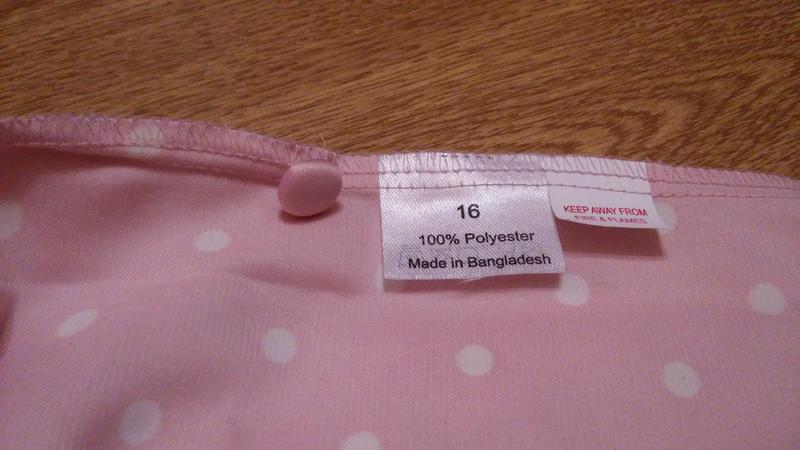 16
100% Polyester
Made in Bangladesh
KEEP AWAY FROM
FIRE & FLAMES